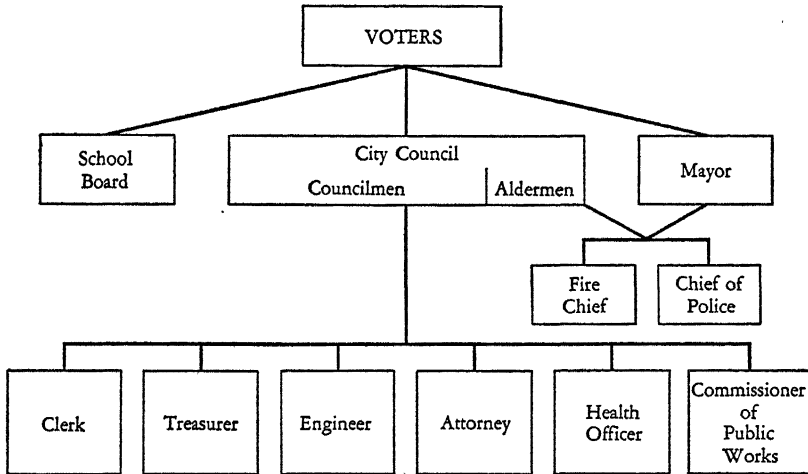 VOTERS
School
Board
City Council
Councilmen
Aldermen
Mayor
Fire
Chief
Chief of
Police
Clerk
Treasurer
Engineer
Attorney
Health
Officer
Commissioner
of
Public
Works